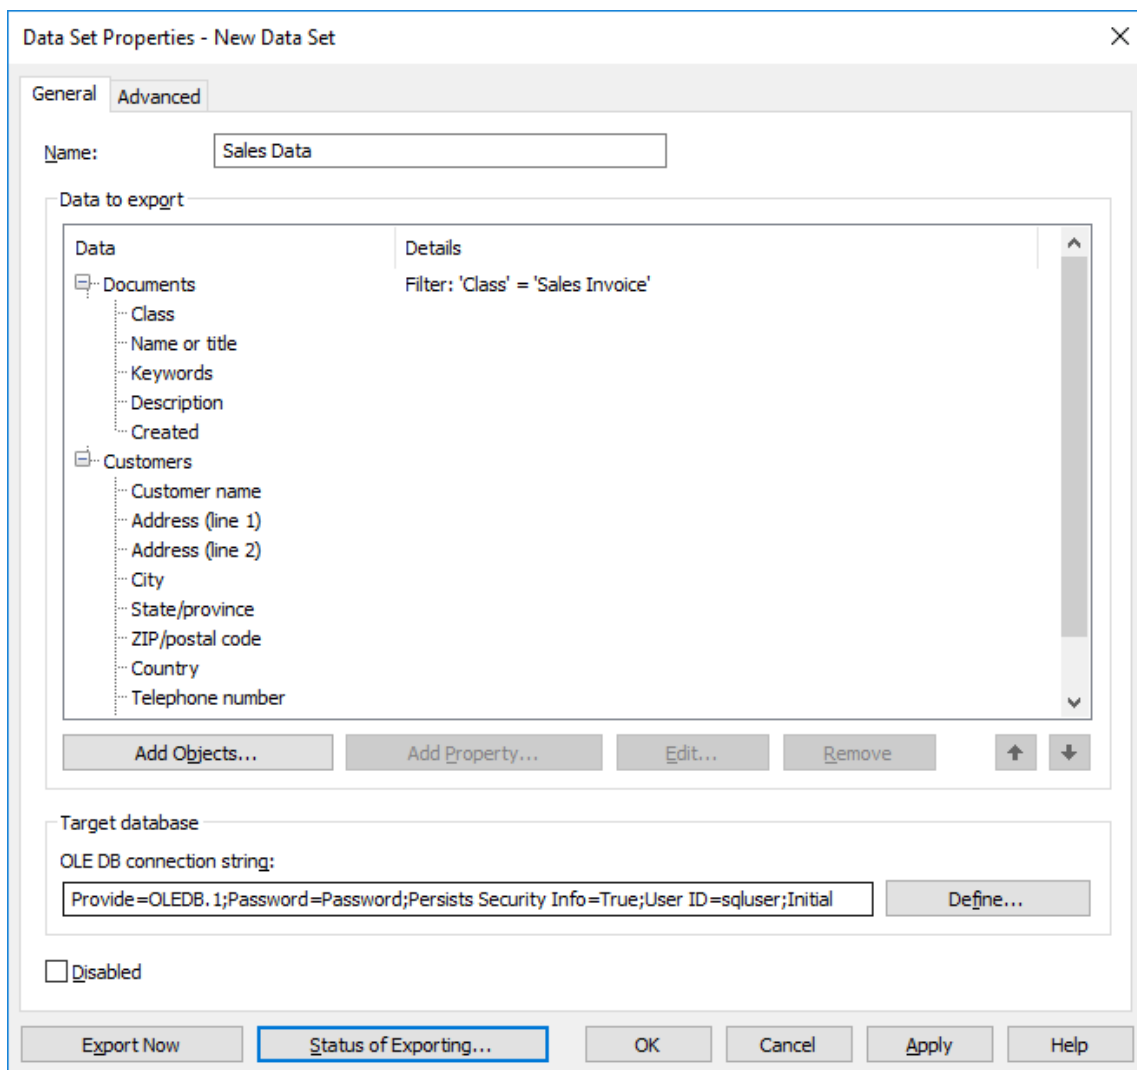 Data Set Properties - New Data Set
General Advanced
Name: Sales Data
Data to export
Data Details
Documents Filter: 'Class' = 'Sales Invoice'
Class
Name or title
Keywords
Description
Created
Customers
Customer name
Address (line 1)
Address (line 2)
City
State/province
ZIP/postal code
Country
Telephone number
Add Objects... Add Property... Edit... Remove
Target database
OLE DB connection string:
Provide=OLEDB.1;Password=Password;Persists Security Info=True;User ID=sqluser;Initial Define...
Disabled
Export Now Status of Exporting... OK Cancel Apply Help